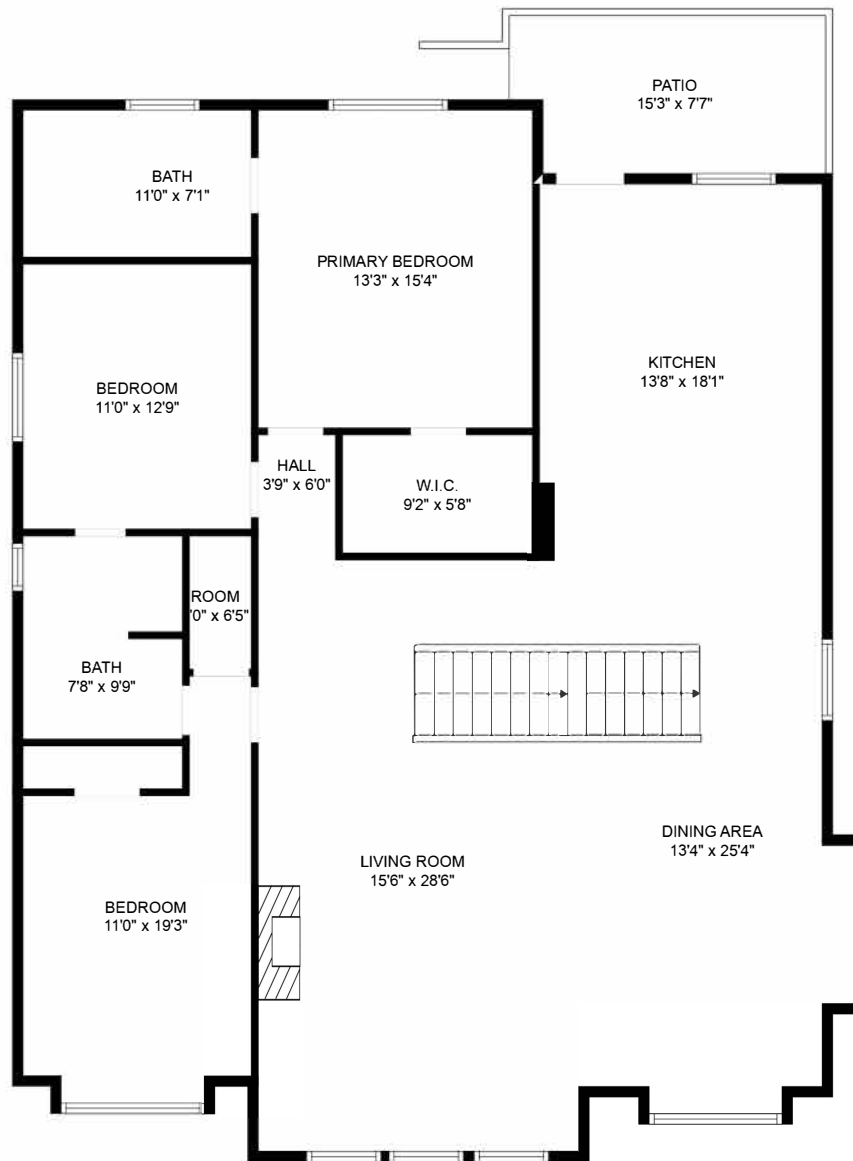 PATIO
15'3" x 7'7"
BATH
11'0" x 7'1"
PRIMARY BEDROOM
13'3" x 15'4"
KITCHEN
13'8" x 18'1"
BEDROOM
11'0" x 12'9"
HALL
3'9" x 6'0"
W.I.C.
9'2" x 5'8"
ROOM
'0" x 6'5"
BATH
7'8" x 9'9"
DINING AREA
13'4" x 25'4"
LIVING ROOM
15'6" x 28'6"
BEDROOM
11'0" x 19'3"